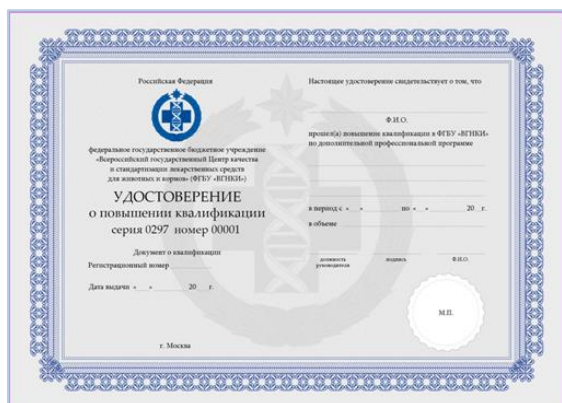 Российская Федерация
федеральное государственное бюджетное учреждение
«Всероссийский государственный Центр качества
и стандартизации лекарственных средств
для животных и кормов» (ФГБУ «ВГНКИ»)
УДОСТОВЕРЕНИЕ
о повышении квалификации
серия 0297 номер 00001
Документ о квалификации
Регистрационный номер
Дата выдачи « » 20 г.
г. Москва
Настоящее удостоверение свидетельствует о том, что
Ф.И.О.
прошел(а) повышение квалификации в ФГБУ «ВГНКИ»
по дополнительной профессиональной программе
в период с « » по « » 20 г.
в объеме
должность руководителя подпись Ф.И.О.
М.П.